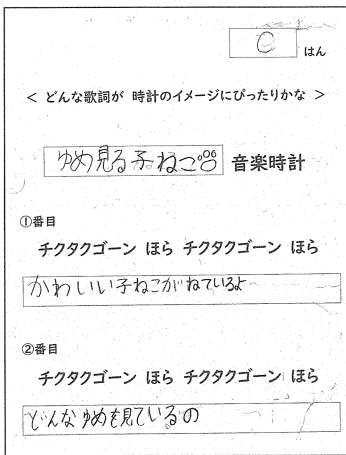 C はん
< どんな歌詞が 時計のイメージにぴったりかな >
ゆめ見る子ねこ 音楽時計
①番目
チクタクゴーン ほら チクタクゴーン ほら
かわいい子ねこがねているよ
②番目
チクタクゴーン ほら チクタクゴーン ほら
どんなゆめを見ているの